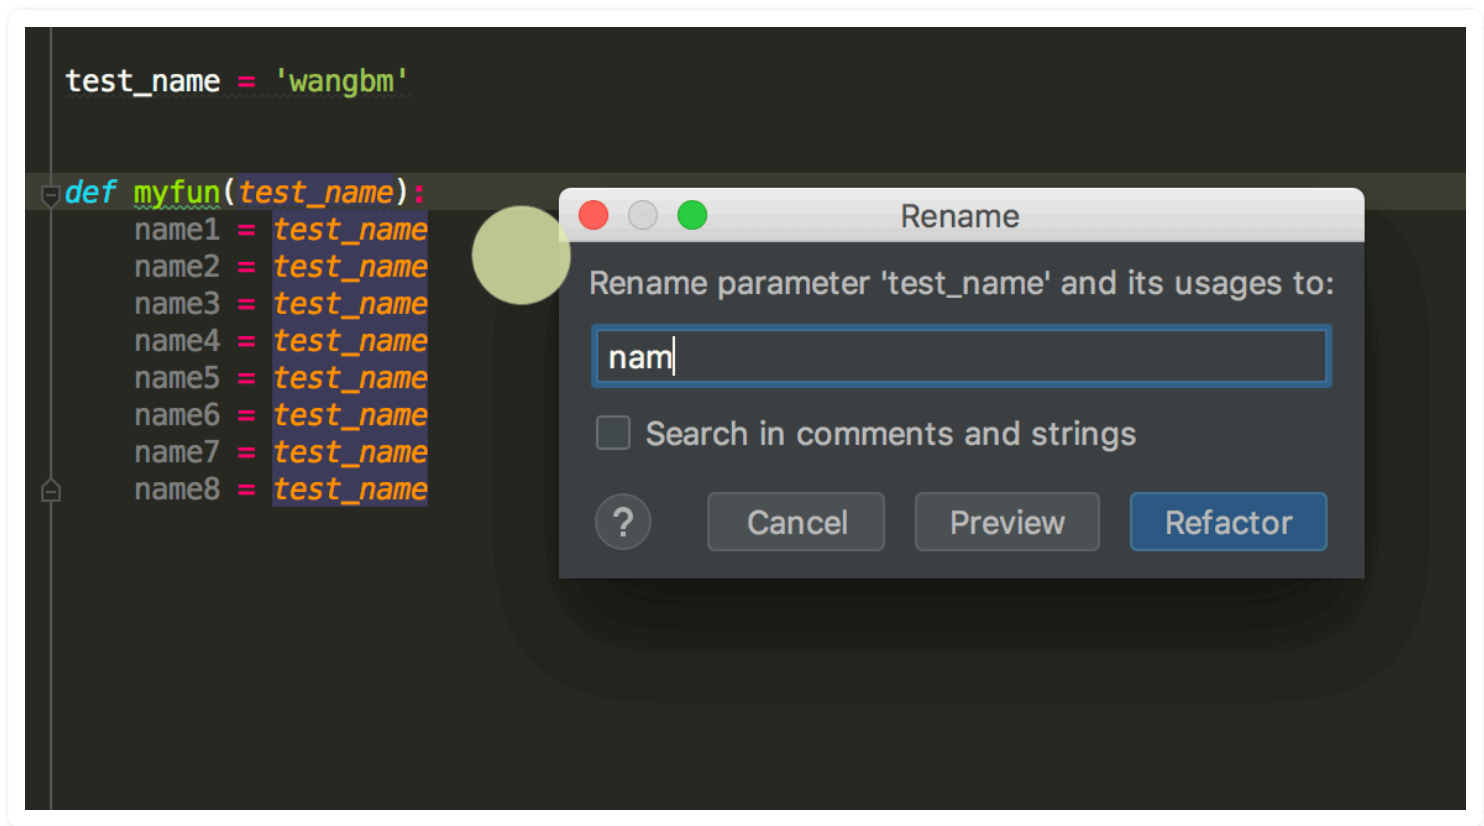 test_name = 'wangbm'
def myfun(test_name):
name1 = test_name
name2 = test_name
name3 = test_name
name4 = test_name
name5 = test_name
name6 = test_name
name7 = test_name
name8 = test_name
Rename
Rename parameter 'test_name' and its usages to:
nam
Search in comments and strings
? Cancel Preview Refactor